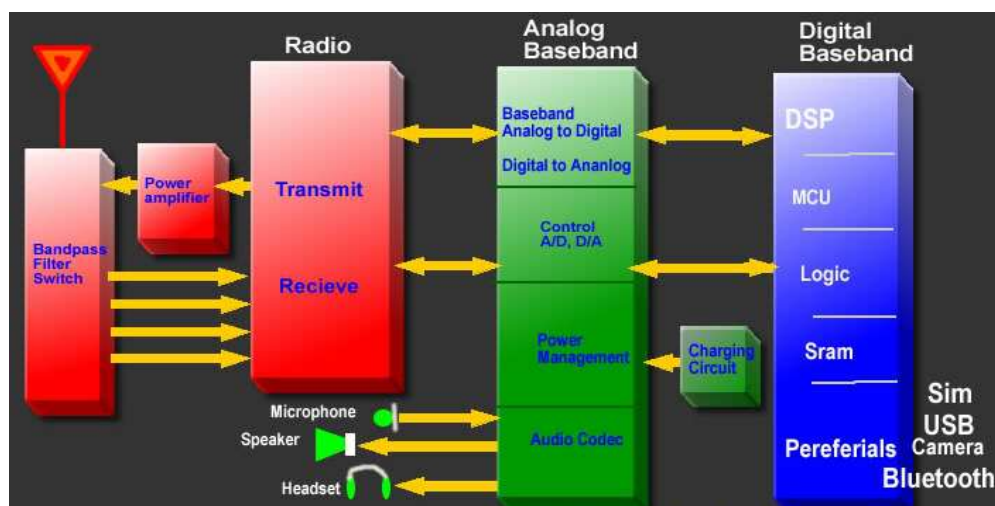 Radio
Analog
Baseband
Digital
Baseband
Baseband
Analog to Digital
Digital to Ananlog
DSP
Power
amplifier
Transmit
MCU
Control
A/D, D/A
Bandpass
Filter
Switch
Recieve
Logic
Power
Management
Charging
Circuit
Sram
Microphone
Speaker
Headset
Audio Codec
Pereferials
Sim
USB
Camera
Bluetooth